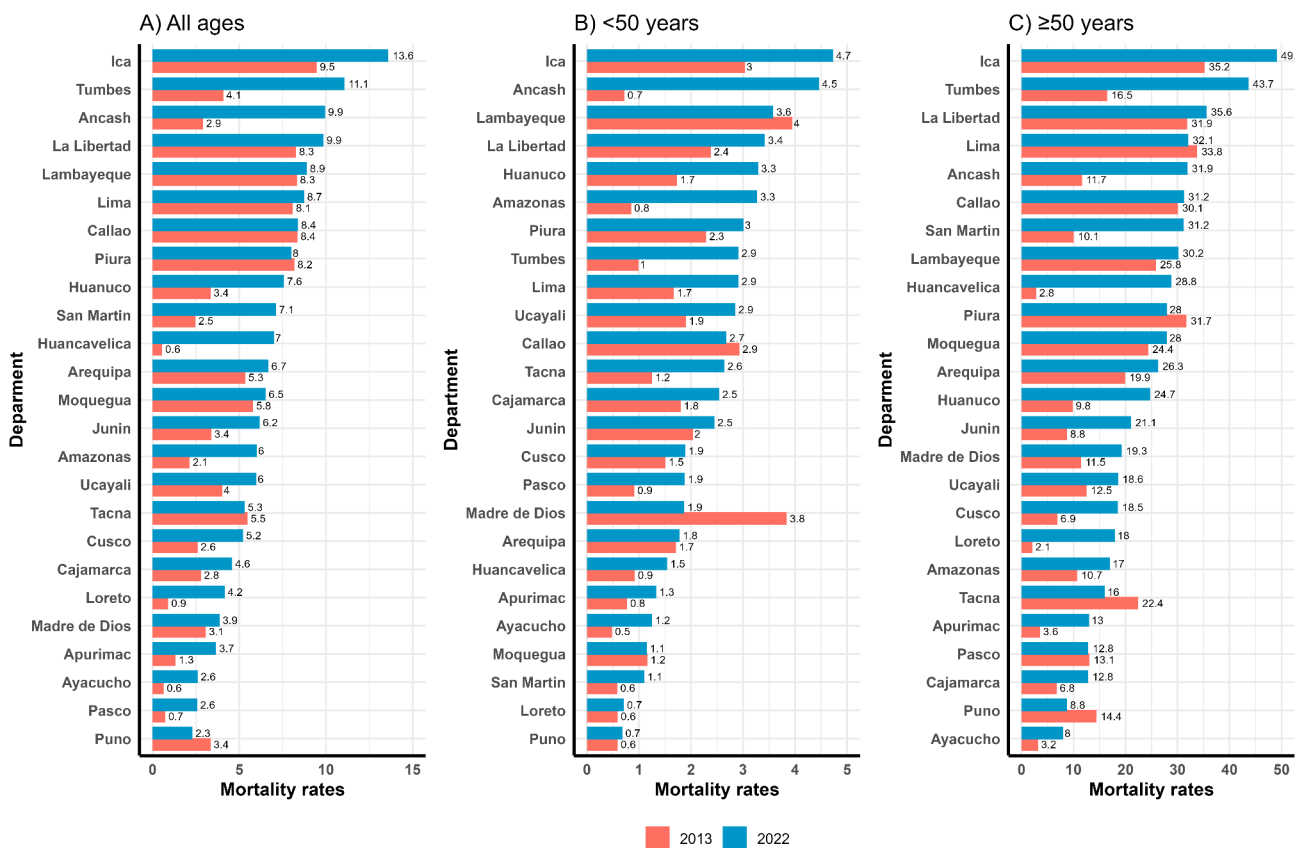 A) All ages
Deparment
Ica 13.6
9.5
Tumbes 11.1
4.1
Ancash 9.9
2.9
La Libertad 9.9
8.3
Lambayeque 8.9
8.3
Lima 8.7
8.1
Callao 8.4
8.4
Piura 8
8.2
Huanuco 7.6
3.4
San Martin 7.1
2.5
Huancavelica 7
0.6
Arequipa 6.7
5.3
Moquegua 6.5
5.8
Junin 6.2
3.4
Amazonas 6
2.1
Ucayali 6
4
Tacna 5.3
5.5
Cusco 5.2
2.6
Cajamarca 4.6
2.8
Loreto 4.2
0.9
Madre de Dios 3.9
3.1
Apurimac 3.7
1.3
Ayacucho 2.6
0.6
Pasco 2.6
0.7
Puno 2.3
3.4
0 5 10 15
Mortality rates
B) <50 years
Department
Ica 4.7
3
Ancash 4.5
0.7
Lambayeque 3.6
4
La Libertad 3.4
2.4
Huanuco 3.3
1.7
Amazonas 3.3
0.8
Piura 3
2.3
Tumbes 2.9
1
Lima 2.9
1.7
Ucayali 2.9
1.9
Callao 2.7
2.9
Tacna 2.6
1.2
Cajamarca 2.5
1.8
Junin 2.5
2
Cusco 1.9
1.5
Pasco 1.9
0.9
Madre de Dios 1.9
3.8
Arequipa 1.8
1.7
Huancavelica 1.5
0.9
Apurimac 1.3
0.8
Ayacucho 1.2
0.5
Moquegua 1.1
1.2
San Martin 1.1
0.6
Loreto 0.7
0.6
Puno 0.7
0.6
0 1 2 3 4 5
Mortality rates
C) ≥50 years
Deparment
Ica 49
35.2
Tumbes 43.7
16.5
La Libertad 35.6
31.9
Lima 32.1
33.8
Ancash 31.9
11.7
Callao 31.2
30.1
San Martin 31.2
10.1
Lambayeque 30.2
25.8
Huancavelica 28.8
2.8
Piura 28
31.7
Moquegua 28
24.4
Arequipa 26.3
19.9
Huanuco 24.7
9.8
Junin 21.1
8.8
Madre de Dios 19.3
11.5
Ucayali 18.6
12.5
Cusco 18.5
6.9
Loreto 18
2.1
Amazonas 17
10.7
Tacna 16
22.4
Apurimac 13
3.6
Pasco 12.8
13.1
Cajamarca 12.8
6.8
Puno 8.8
14.4
Ayacucho 8
3.2
0 10 20 30 40 50
Mortality rates
2013 2022